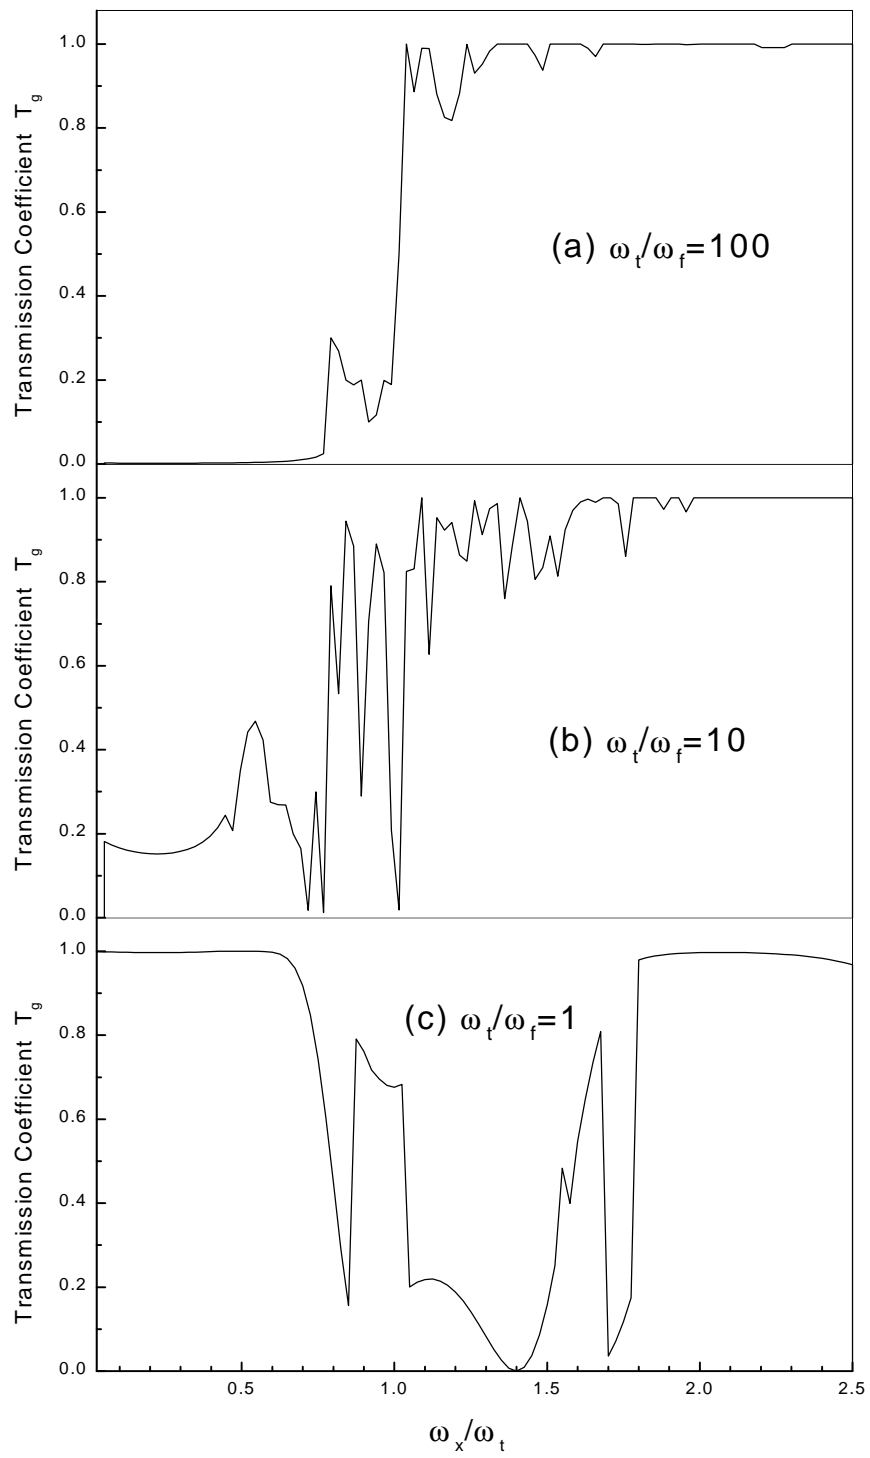 Transmission Coefficient T_g
1.0
0.8
0.6
0.4
0.2
0.0
(a) ω_t/ω_f=100
Transmission Coefficient T_g
1.0
0.8
0.6
0.4
0.2
0.0
(b) ω_t/ω_f=10
Transmission Coefficient T_g
1.0
0.8
0.6
0.4
0.2
0.0
(c) ω_t/ω_f=1
0.5 1.0 1.5 2.0 2.5
ω_x/ω_t